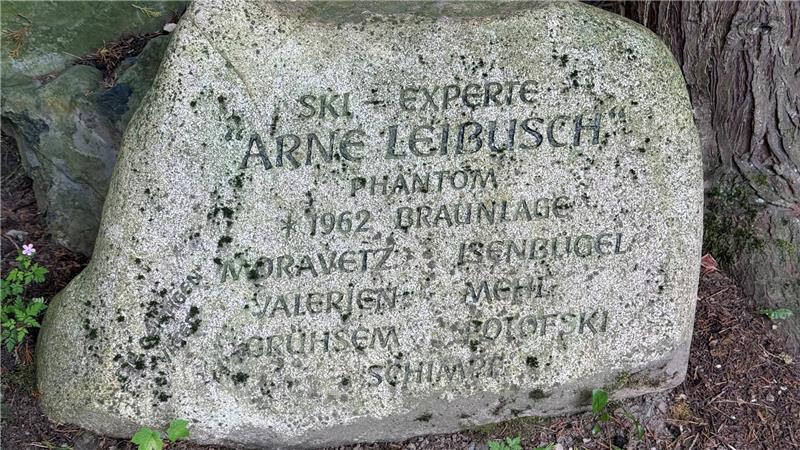 SKI – EXPERTE
"ARNE LEIBUSCH"
PHANTOM
* 1962 BRAUNLAGE
MORAVETZ ISENBÜGEL
VALERIEN MEHL
GRÜHSEM POTOFSKI
SCHIMPF